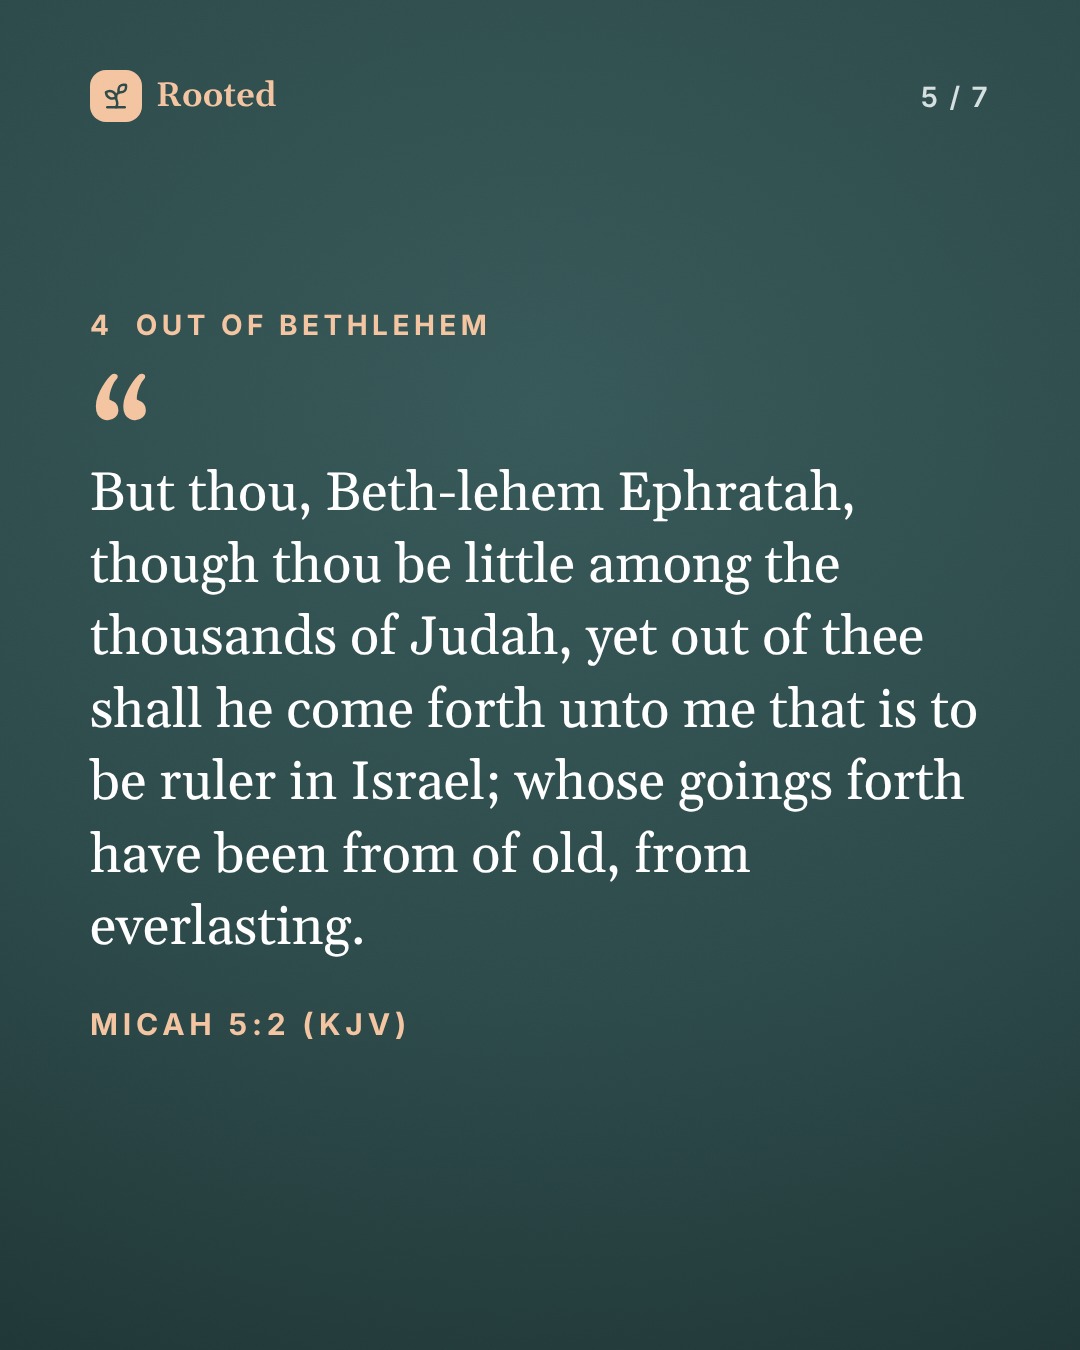 Rooted
5 / 7
4 OUT OF BETHLEHEM
“
But thou, Beth-lehem Ephratah,
though thou be little among the
thousands of Judah, yet out of thee
shall he come forth unto me that is to
be ruler in Israel; whose goings forth
have been from of old, from
everlasting.
MICAH 5:2 (KJV)